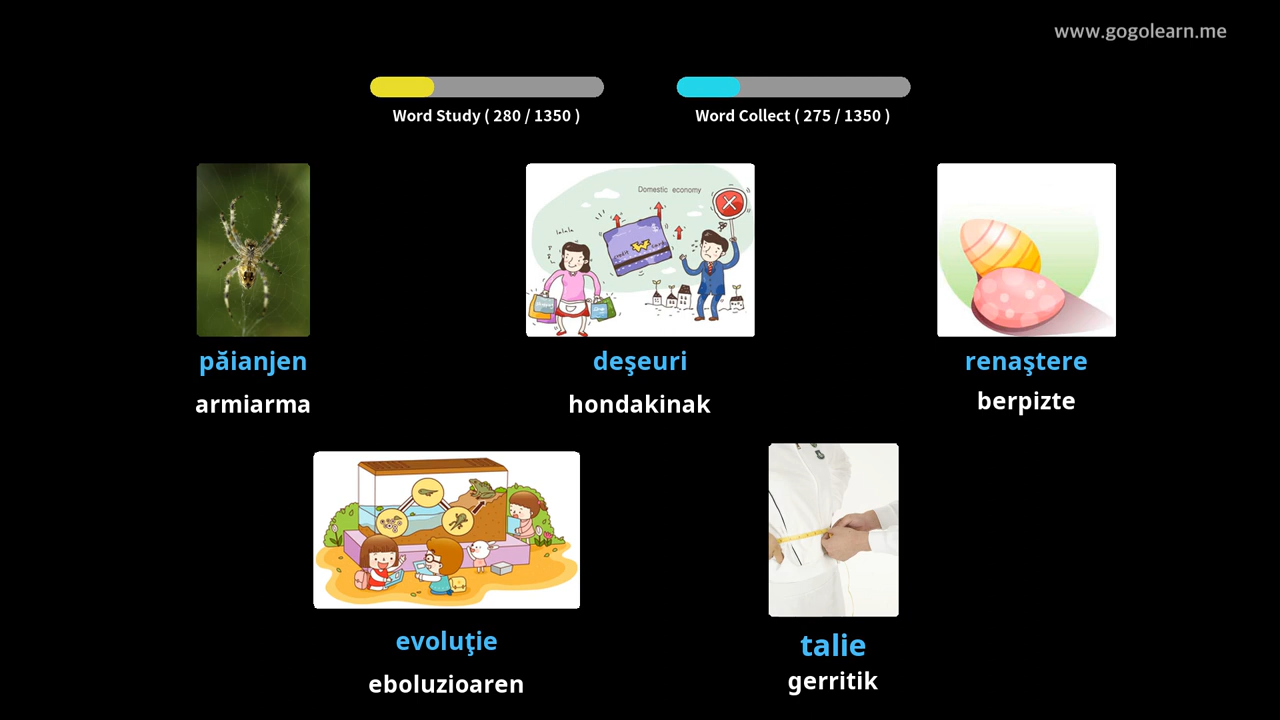 www.gogolearn.me
Word Study ( 280 / 1350 )
Word Collect ( 275 / 1350 )
Domestic economy
lalala
păianjen
deşeuri
renaştere
armiarma
hondakinak
berpizte
evoluţie
talie
eboluzioaren
gerritik